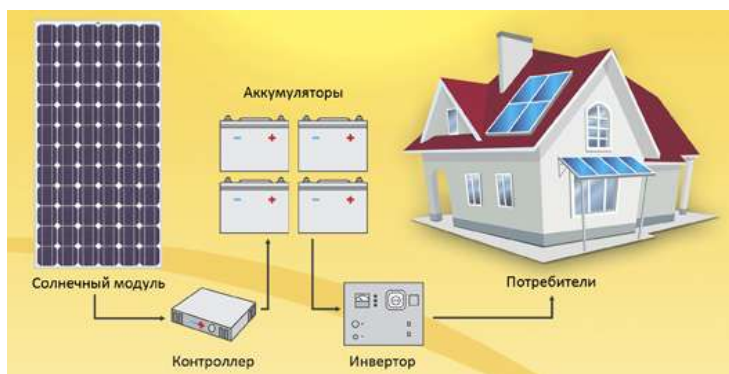 Аккумуляторы
Солнечный модуль
Потребители
Контроллер
Инвертор